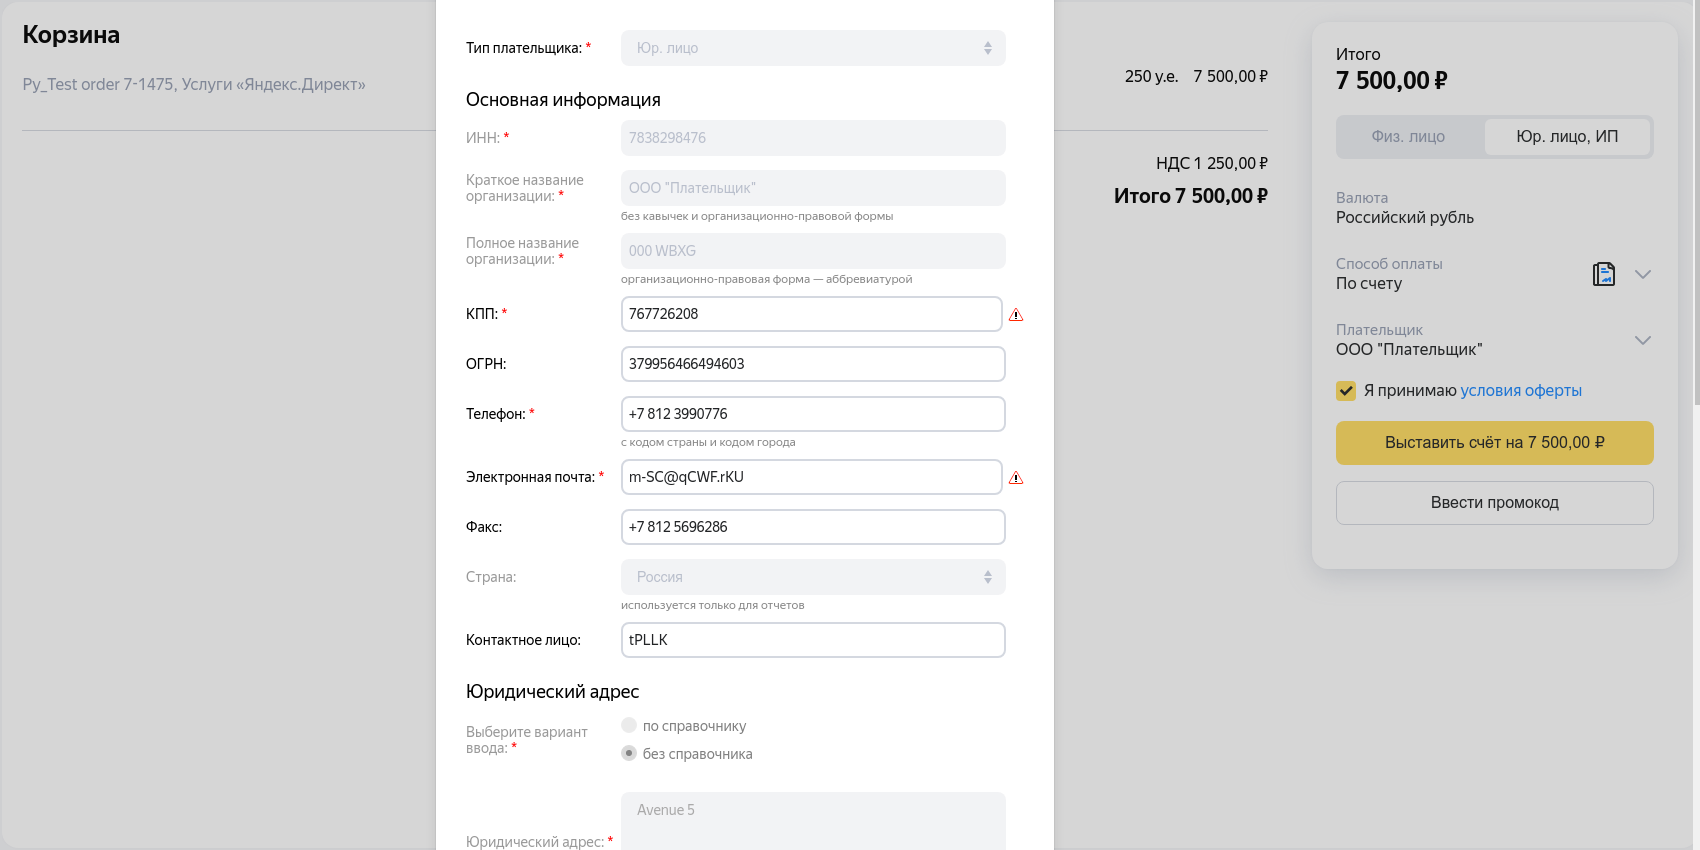 Корзина
Py_Test order 7-1475, Услуги «Яндекс.Директ»
250 у.е. 7 500,00 ₽
НДС 1 250,00 ₽
Итого 7 500,00 ₽
Тип плательщика: *
Юр. лицо
Основная информация
ИНН: *
7838298476
Краткое название
организации: *
ООО "Плательщик"
без кавычек и организационно-правовой формы
Полное название
организации: *
000 WBXG
организационно-правовая форма — аббревиатурой
КПП: *
767726208
ОГРН:
379956466494603
Телефон: *
+7 812 3990776
с кодом страны и кодом города
Электронная почта: *
m-SC@qCWF.rKU
Факс:
+7 812 5696286
Страна:
Россия
используется только для отчетов
Контактное лицо:
tPLLK
Юридический адрес
Выберите вариант
ввода: *
по справочнику
без справочника
Юридический адрес: *
Avenue 5
Итого
7 500,00 ₽
Физ. лицо
Юр. лицо, ИП
Валюта
Российский рубль
Способ оплаты
По счету
Плательщик
ООО "Плательщик"
Я принимаю условия оферты
Выставить счёт на 7 500,00 ₽
Ввести промокод